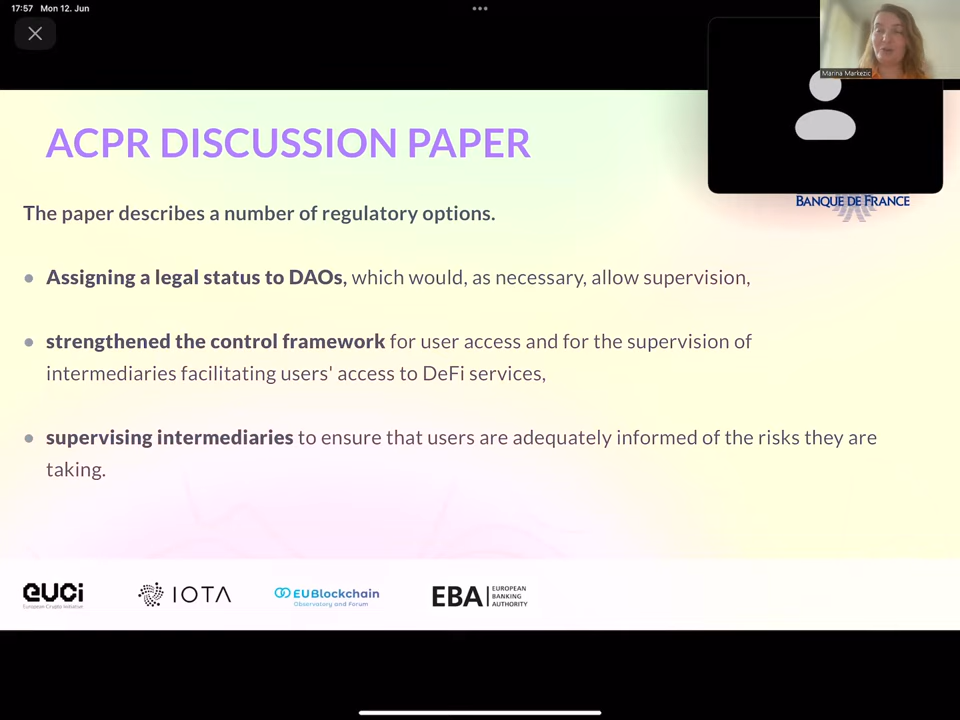 17:57 Mon 12. Jun
Marina Markezic
ACPR DISCUSSION PAPER
BANQUE DE FRANCE
The paper describes a number of regulatory options.
Assigning a legal status to DAOs, which would, as necessary, allow supervision,
strengthened the control framework for user access and for the supervision of
intermediaries facilitating users' access to DeFi services,
supervising intermediaries to ensure that users are adequately informed of the risks they are
taking.
EUCi
European Crypto Initiative
IOTA
EUBlockchain
Observatory and Forum
EBA
EUROPEAN
BANKING
AUTHORITY